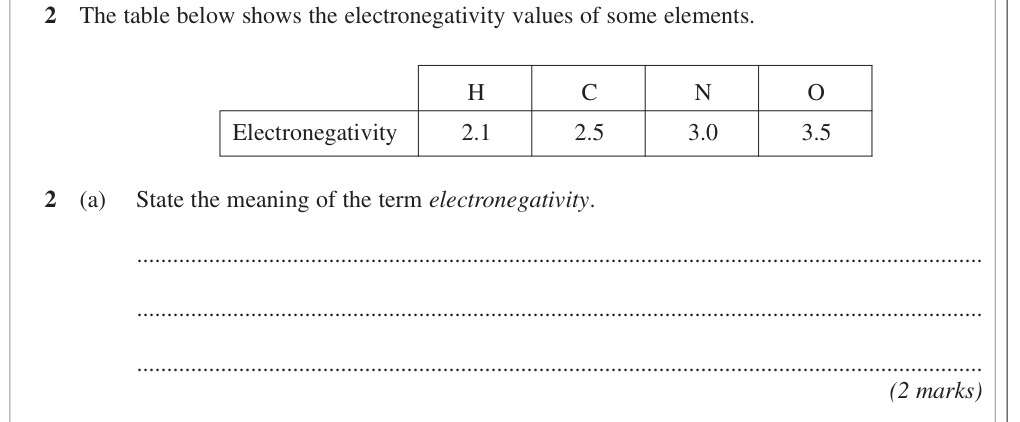 2 The table below shows the electronegativity values of some elements.
H C N O
Electronegativity 2.1 2.5 3.0 3.5
2 (a) State the meaning of the term electronegativity.
(2 marks)